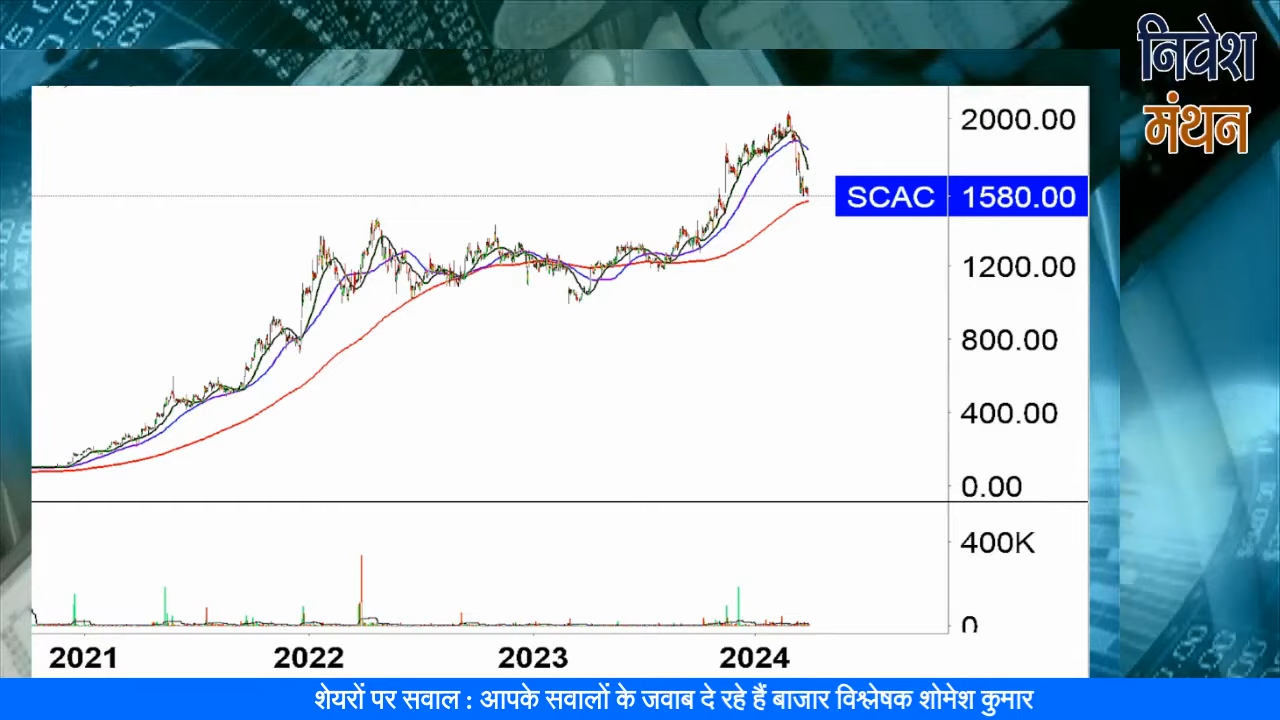 निवेश
मंथन
2000.00
SCAC 1580.00
1200.00
800.00
400.00
0.00
400K
0
2021 2022 2023 2024
शेयरों पर सवाल : आपके सवालों के जवाब दे रहे हैं बाजार विश्लेषक शोमेश कुमार